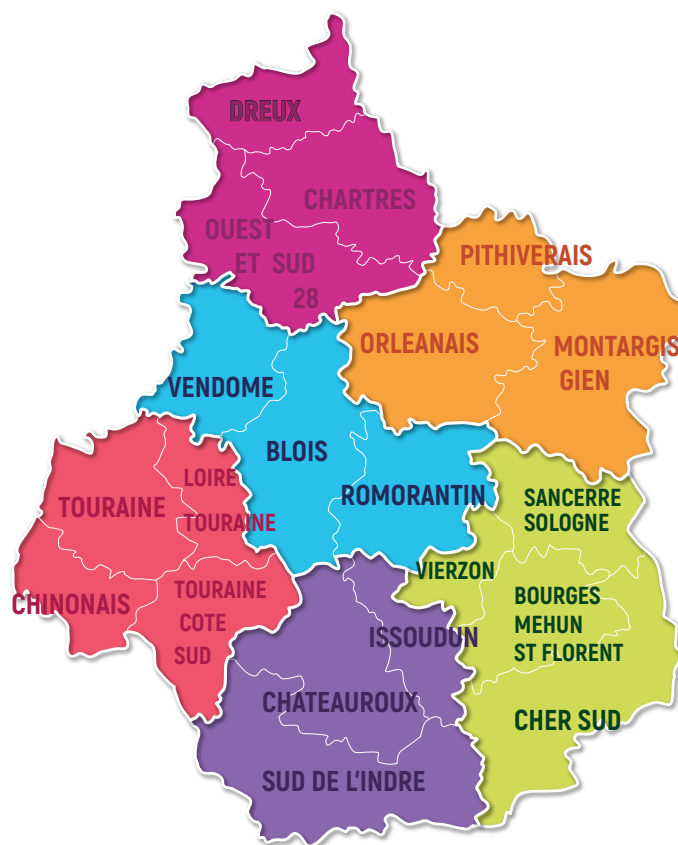 DREUX
CHARTRES
OUEST
ET SUD
28
PITHIVERAIS
ORLEANAIS
MONTARGIS
GIEN
VENDOME
BLOIS
ROMORANTIN
LOIRE
TOURAINE
TOURAINE
CHINONAIS
TOURAINE
COTE
SUD
SANCERRE
SOLOGNE
VIERZON
BOURGES
MEHUN
ST FLORENT
CHER SUD
ISSOUDUN
CHATEAUROUX
SUD DE L'INDRE